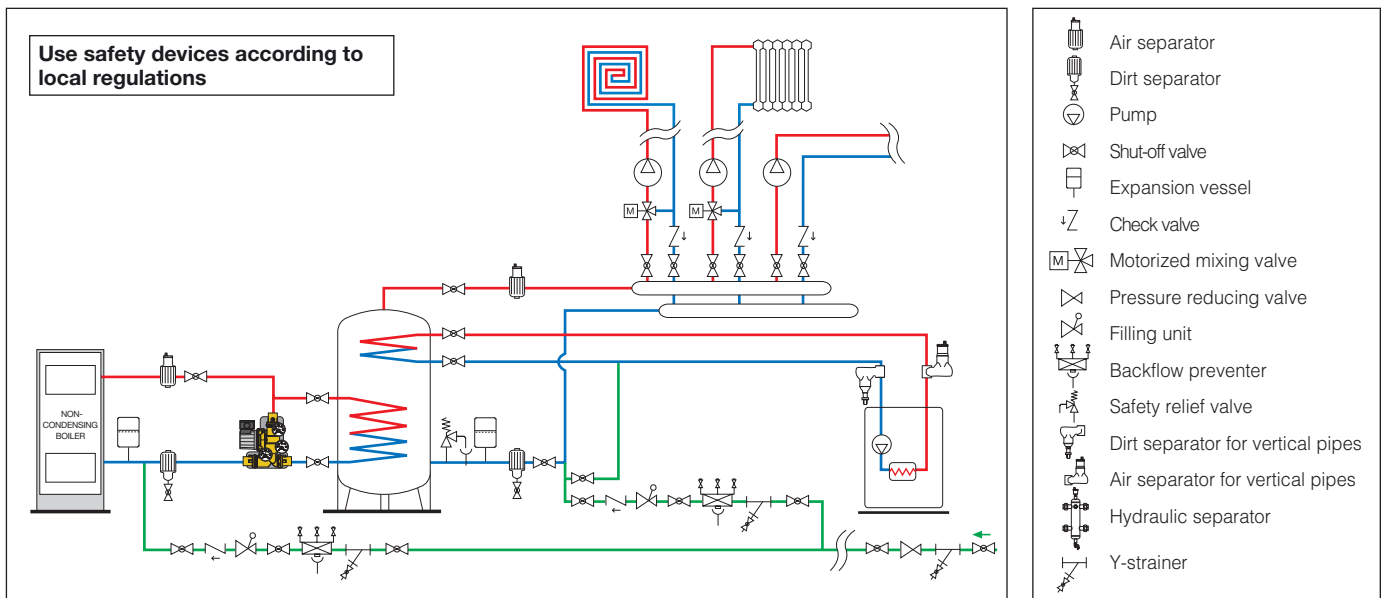 Use safety devices according to
local regulations
M
M
NON-
CONDENSING
BOILER
Air separator
Dirt separator
Pump
Shut-off valve
Expansion vessel
Check valve
M
Motorized mixing valve
Pressure reducing valve
Filling unit
Backflow preventer
Safety relief valve
Dirt separator for vertical pipes
Air separator for vertical pipes
Hydraulic separator
Y-strainer